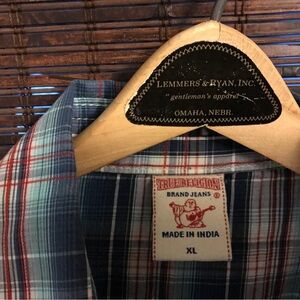 LEMMERS & RYAN, INC.
"gentleman's apparel"
OMAHA, NEBR.
TRUE RELIGION
BRAND JEANS
MADE IN INDIA
XL